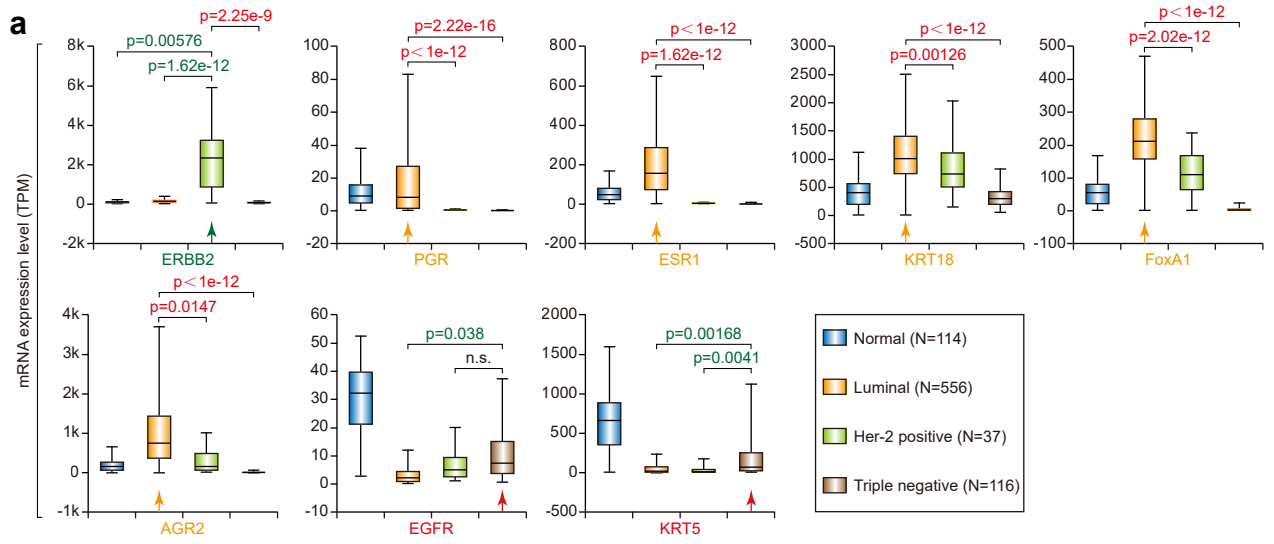 a
mRNA expression level (TPM)
p=2.25e-9
p=0.00576
p=1.62e-12
8k
6k
4k
2k
0
-2k
ERBB2
p=2.22e-16
p<1e-12
100
80
60
40
20
0
-20
PGR
p<1e-12
p=1.62e-12
800
600
400
200
0
-200
ESR1
p<1e-12
p=0.00126
3000
2500
2000
1500
1000
500
0
-500
KRT18
p<1e-12
p=2.02e-12
500
400
300
200
100
0
-100
FoxA1
p<1e-12
p=0.0147
4k
3k
2k
1k
0
-1k
AGR2
p=0.038
n.s.
60
50
40
30
20
10
0
-10
EGFR
p=0.00168
p=0.0041
2000
1500
1000
500
0
-500
KRT5
Normal (N=114)
Luminal (N=556)
Her-2 positive (N=37)
Triple negative (N=116)